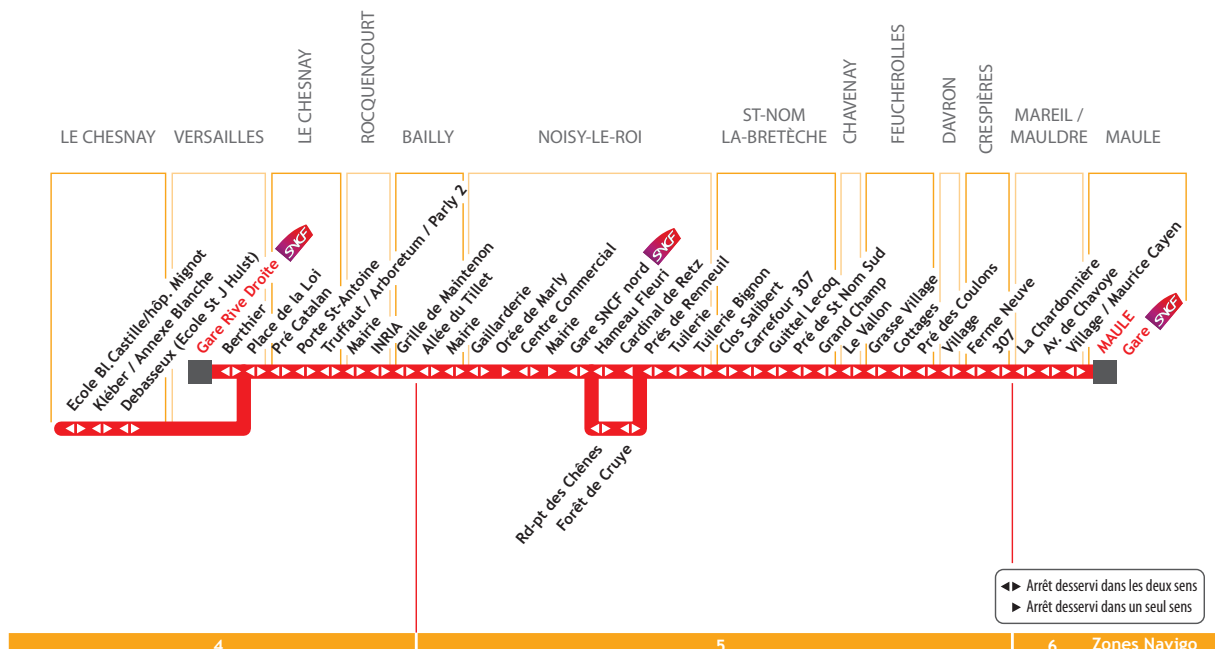 LE CHESNAY
VERSAILLES
LE CHESNAY
ROCQUENCOURT
BAILLY
NOISY-LE-ROI
ST-NOM
LA-BRETÈCHE
CHAVENAY
FEUCHEROLLES
DAVRON
CRESPIÈRES
MAREIL /
MAULDRE
MAULE
Ecole Bl. Castille/hôp. Mignot
Kléber / Annexe Blanche
Debasseux (Ecole St J Hulst)
Gare Rive Droite
SNCF
Berthier
Place de la Loi
Pré Catalan
Porte St-Antoine
Truffaut / Arboretum / Parly 2
Mairie
INRIA
Grille de Maintenon
Allée du Tillet
Mairie
Gaillarderie
Orée de Marly
Centre Commercial
Mairie
Gare SNCF nord
SNCF
Hameau Fleuri
Cardinal de Retz
Prés de Renneuil
Tuilerie
Tuilerie Bignon
Clos Salibert
Carrefour 307
Guittel Lecoq
Pré de St Nom Sud
Grand Champ
Le Vallon
Grasse Village
Cottages
Pré des Coulons
Village
Ferme Neuve
307
La Chardonnière
Av. de Chavoye
Village / Maurice Cayen
MAULE
Gare
SNCF
Rd-pt des Chênes
Forêt de Cruye
Arrêt desservi dans les deux sens
Arrêt desservi dans un seul sens
4
5
6
Zones Navigo